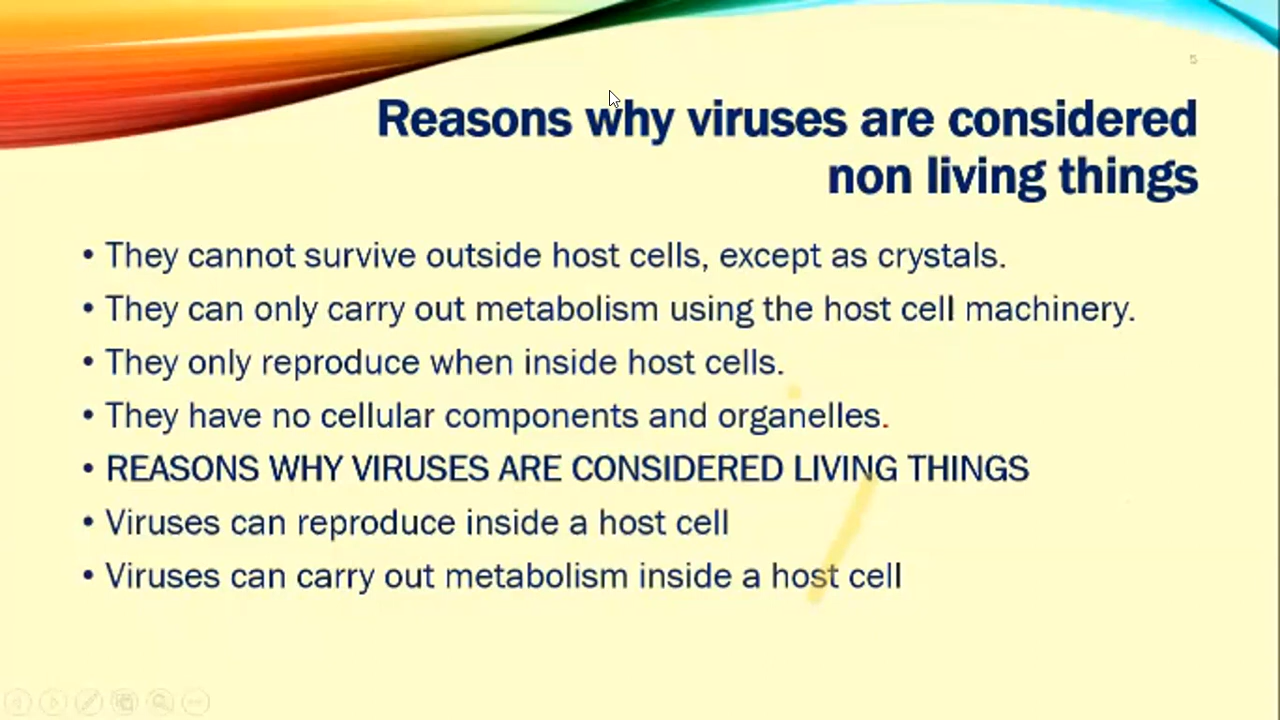 5
Reasons why viruses are considered
non living things
• They cannot survive outside host cells, except as crystals.
• They can only carry out metabolism using the host cell machinery.
• They only reproduce when inside host cells.
• They have no cellular components and organelles.
• REASONS WHY VIRUSES ARE CONSIDERED LIVING THINGS
• Viruses can reproduce inside a host cell
• Viruses can carry out metabolism inside a host cell